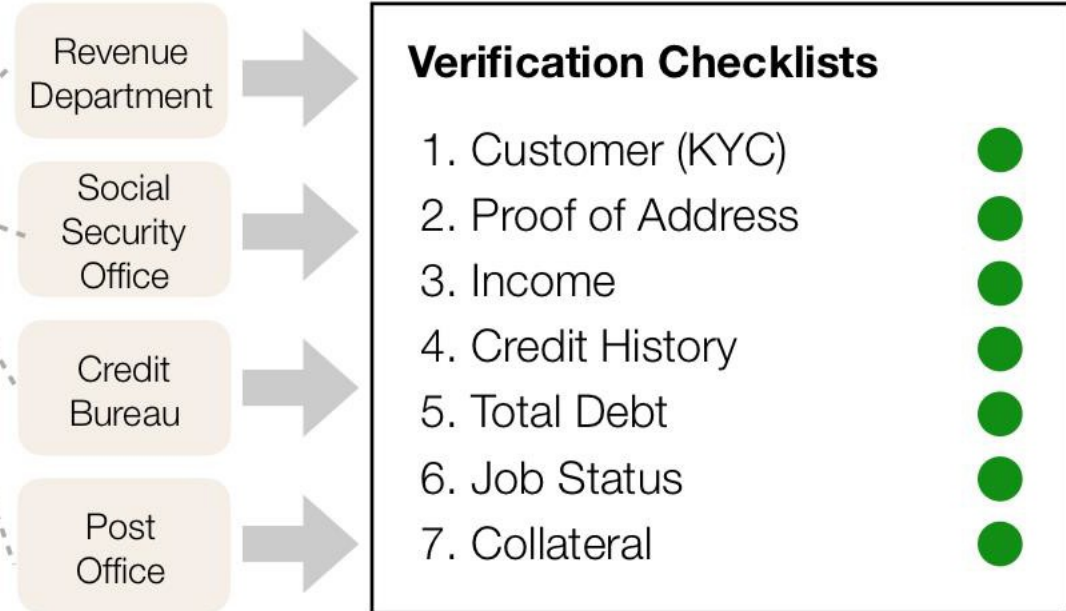 Revenue
Department
Social
Security
Office
Credit
Bureau
Post
Office
Verification Checklists
1. Customer (KYC)
2. Proof of Address
3. Income
4. Credit History
5. Total Debt
6. Job Status
7. Collateral